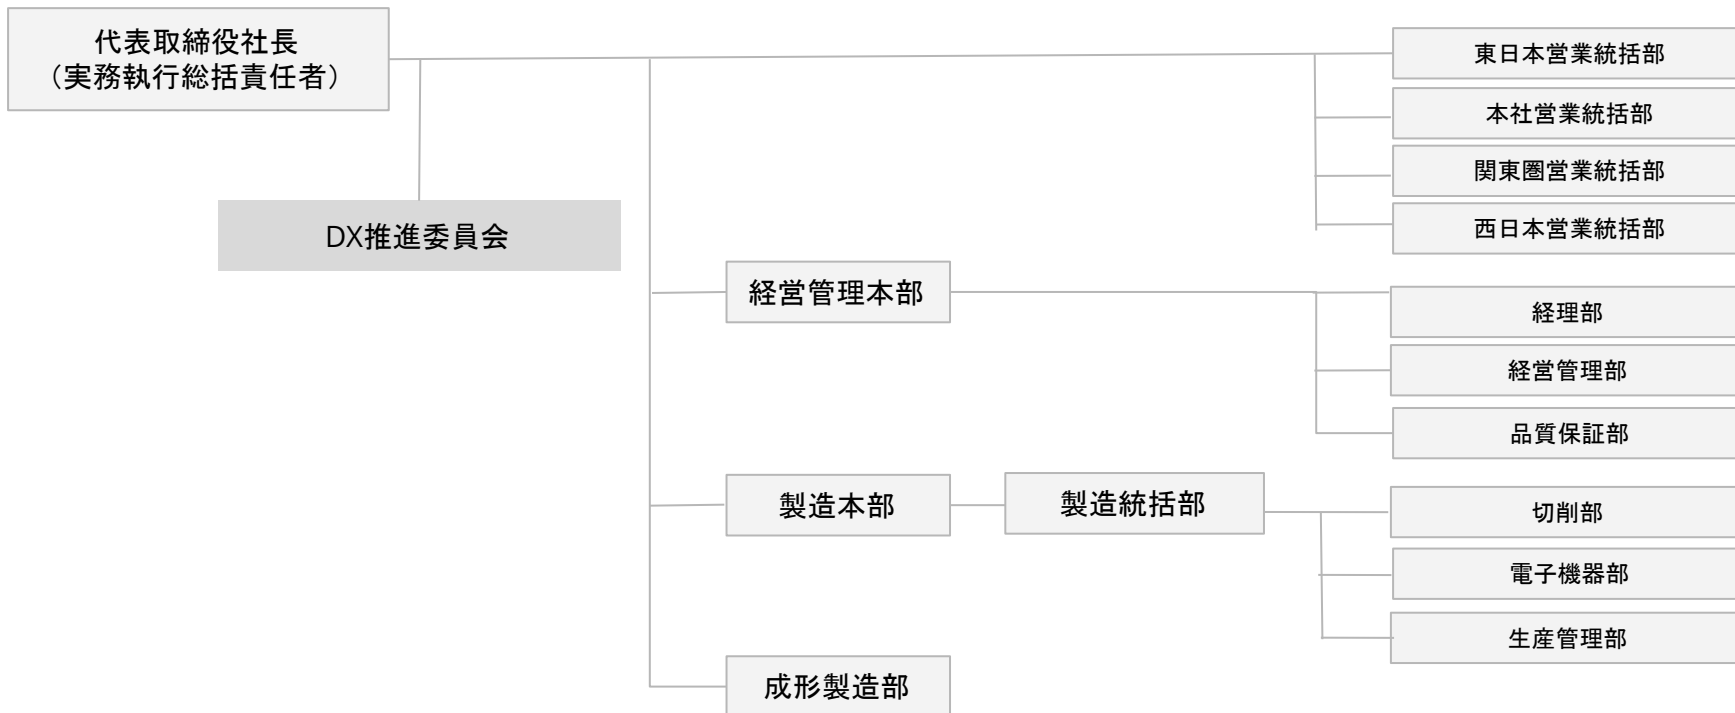 代表取締役社長
（実務執行総括責任者）
DX推進委員会
東日本営業統括部
本社営業統括部
関東圏営業統括部
西日本営業統括部
経営管理本部
経理部
経営管理部
品質保証部
製造本部
製造統括部
切削部
電子機器部
生産管理部
成形製造部